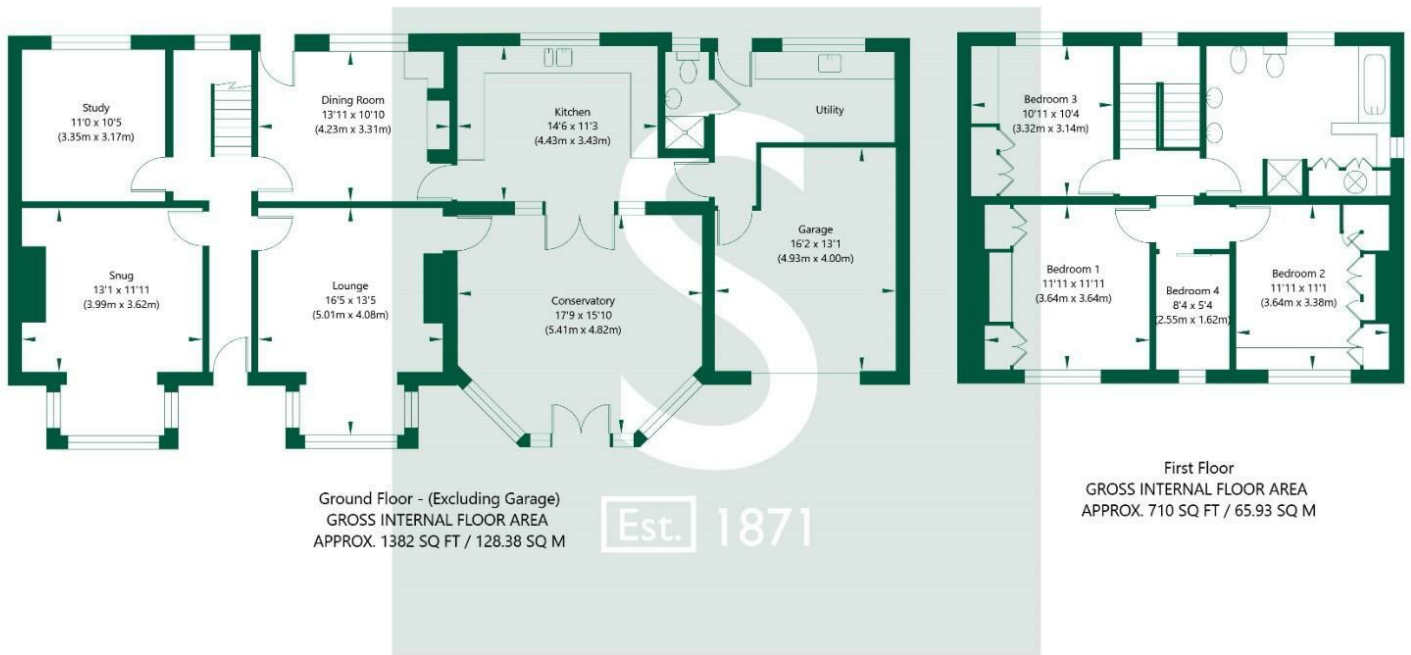 Study
11'0 x 10'5
(3.35m x 3.17m)
Dining Room
13'11 x 10'10
(4.23m x 3.31m)
Kitchen
14'6 x 11'3
(4.43m x 3.43m)
Utility
Snug
13'1 x 11'11
(3.99m x 3.62m)
Lounge
16'5 x 13'5
(5.01m x 4.08m)
Conservatory
17'9 x 15'10
(5.41m x 4.82m)
Garage
16'2 x 13'1
(4.93m x 4.00m)
Ground Floor - (Excluding Garage)
GROSS INTERNAL FLOOR AREA
APPROX. 1382 SQ FT / 128.38 SQ M
S
Est. 1871
Bedroom 3
10'11 x 10'4
(3.32m x 3.14m)
Bedroom 1
11'11 x 11'11
(3.64m x 3.64m)
Bedroom 4
8'4 x 5'4
(2.55m x 1.62m)
Bedroom 2
11'11 x 11'1
(3.64m x 3.38m)
First Floor
GROSS INTERNAL FLOOR AREA
APPROX. 710 SQ FT / 65.93 SQ M